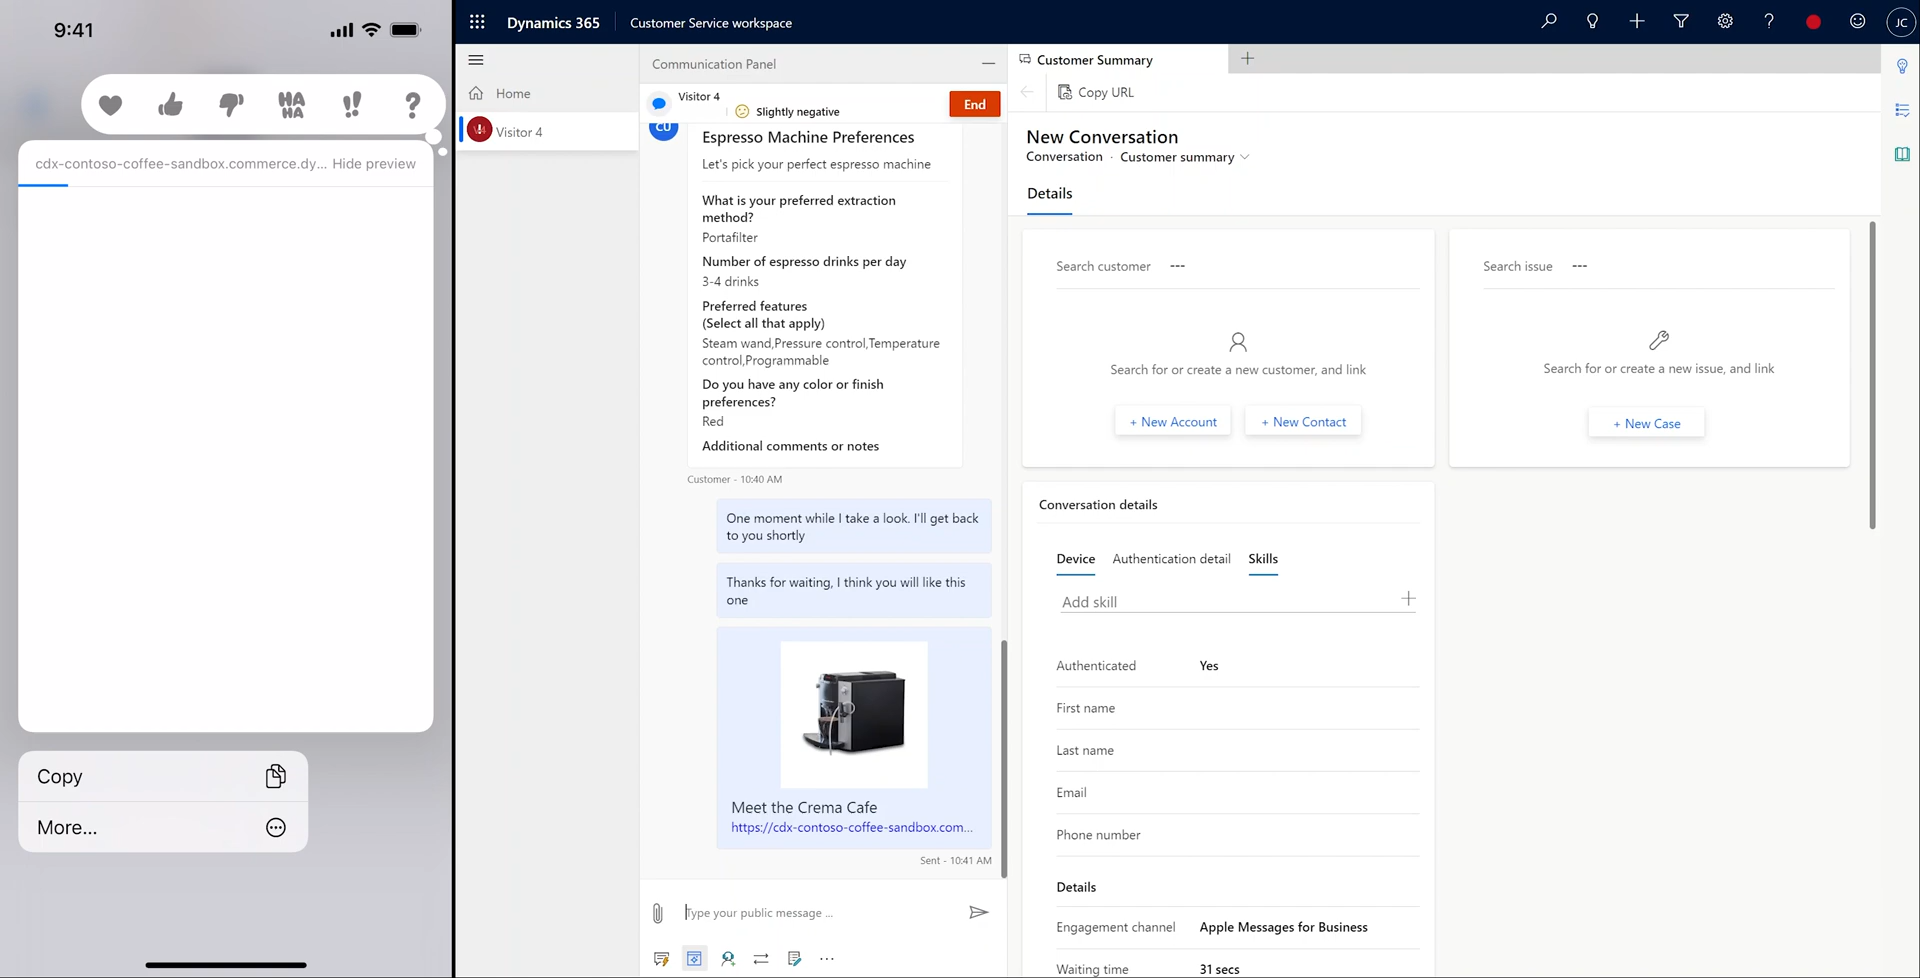 9:41
HA
HA
cdx-contoso-coffee-sandbox.commerce.dy... Hide preview
Copy
More...
Dynamics 365
Customer Service workspace
JC
Home
Visitor 4
Communication Panel
Visitor 4
Slightly negative
End
CU
Espresso Machine Preferences
Let's pick your perfect espresso machine
What is your preferred extraction
method?
Portafilter
Number of espresso drinks per day
3-4 drinks
Preferred features
(Select all that apply)
Steam wand,Pressure control,Temperature
control,Programmable
Do you have any color or finish
preferences?
Red
Additional comments or notes
Customer - 10:40 AM
One moment while I take a look. I'll get back
to you shortly
Thanks for waiting, I think you will like this
one
Meet the Crema Cafe
https://cdx-contoso-coffee-sandbox.com...
Sent - 10:41 AM
Type your public message ...
Customer Summary
Copy URL
New Conversation
Conversation · Customer summary
Details
Search customer ---
Search for or create a new customer, and link
+ New Account
+ New Contact
Search issue ---
Search for or create a new issue, and link
+ New Case
Conversation details
Device Authentication detail Skills
Add skill
Authenticated Yes
First name
Last name
Email
Phone number
Details
Engagement channel Apple Messages for Business
Waiting time 31 secs